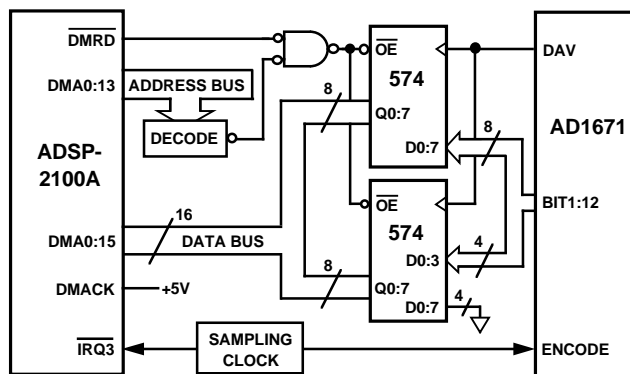 DMRD
DMA0:13
ADDRESS BUS
DECODE
ADSP-
2100A
DMA0:15
16
DATA BUS
DMACK
+5V
IRQ3
SAMPLING
CLOCK
8
8
OE
574
Q0:7
D0:7
OE
574
D0:3
Q0:7
D0:7
8
4
4
DAV
AD1671
BIT1:12
ENCODE